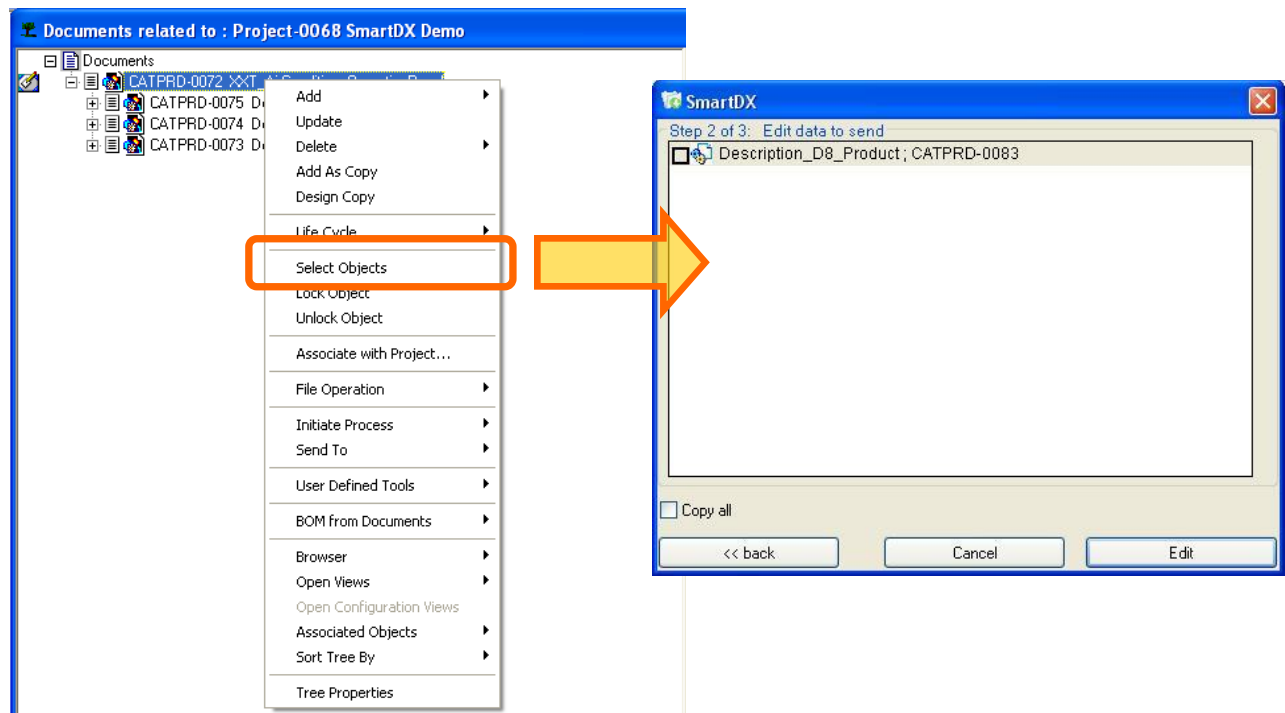 Documents related to : Project-0068 SmartDX Demo
Documents
CATPRD-0072 XXT
CATPRD-0075
CATPRD-0074
CATPRD-0073
Add
Update
Delete
Add As Copy
Design Copy
Life Cycle
Select Objects
Lock Object
Unlock Object
Associate with Project...
File Operation
Initiate Process
Send To
User Defined Tools
BOM from Documents
Browser
Open Views
Open Configuration Views
Associated Objects
Sort Tree By
Tree Properties
SmartDX
Step 2 of 3: Edit data to send
Description_D8_Product ; CATPRD-0083
Copy all
<< back
Cancel
Edit